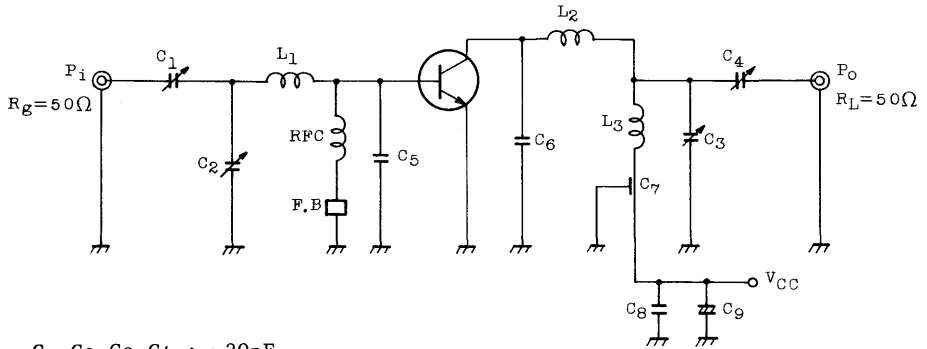 L2
Pi
C1
L1
C4
Po
Rg=50Ω
RL=50Ω
C2
RFC
C5
C6
L3
C3
C7
F.B
VCC
C8
C9